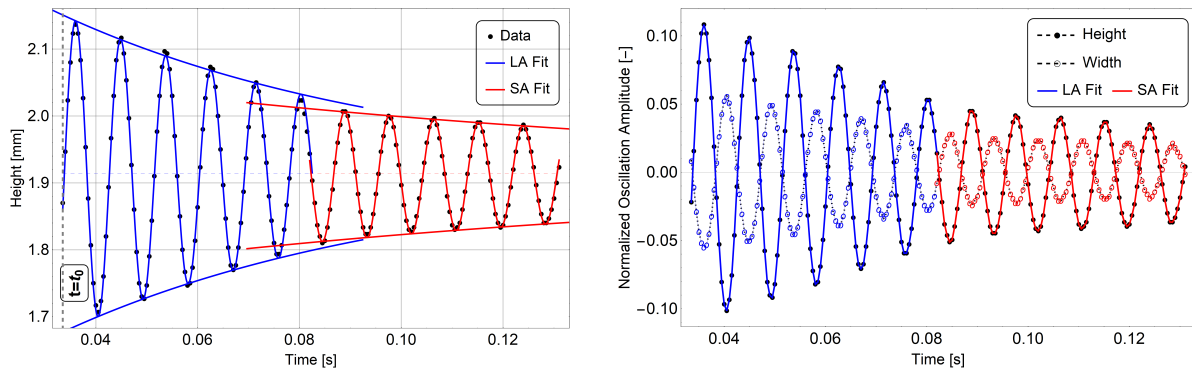 2.1
2.0
1.9
1.8
1.7
Height [mm]
Data
LA Fit
SA Fit
t=t₀
0.04
0.06
0.08
0.10
0.12
Time [s]
0.10
0.05
0.00
−0.05
−0.10
Normalized Oscillation Amplitude [-]
Height
Width
LA Fit SA Fit
0.04
0.06
0.08
0.10
0.12
Time [s]